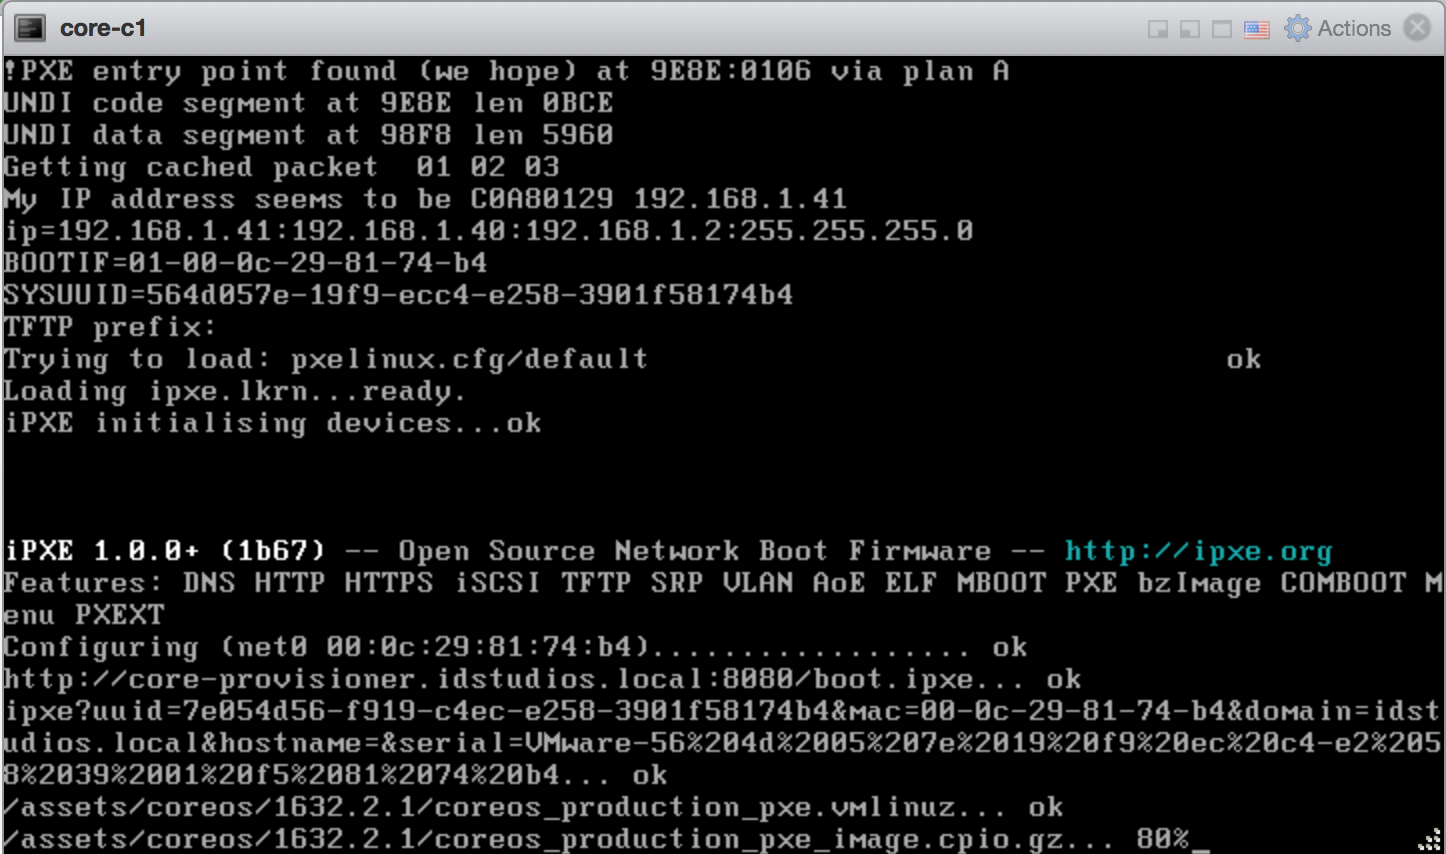 core-c1
Actions
!PXE entry point found (we hope) at 9E8E:0106 via plan A
UNDI code segment at 9E8E len 0BCE
UNDI data segment at 98F8 len 5960
Getting cached packet  01 02 03
My IP address seems to be C0A80129 192.168.1.41
ip=192.168.1.41:192.168.1.40:192.168.1.2:255.255.255.0
BOOTIF=01-00-0c-29-81-74-b4
SYSUUID=564d057e-19f9-ecc4-e258-3901f58174b4
TFTP prefix:
Trying to load: pxelinux.cfg/default ok
Loading ipxe.lkrn...ready.
iPXE initialising devices...ok
iPXE 1.0.0+ (1b67) -- Open Source Network Boot Firmware -- http://ipxe.org
Features: DNS HTTP HTTPS iSCSI TFTP SRP VLAN AoE ELF MBOOT PXE bzImage COMBOOT M
enu PXEXT
Configuring (net0 00:0c:29:81:74:b4).................. ok
http://core-provisioner.idstudios.local:8080/boot.ipxe... ok
ipxe?uuid=7e054d56-f919-c4ec-e258-3901f58174b4&mac=00-0c-29-81-74-b4&domain=idst
udios.local&hostname=&serial=VMware-56%204d%2005%207e%2019%20f9%20ec%20c4-e2%205
8%2039%2001%20f5%2081%2074%20b4... ok
/assets/coreos/1632.2.1/coreos_production_pxe.vmlinuz... ok
/assets/coreos/1632.2.1/coreos_production_pxe_image.cpio.gz... 80%_